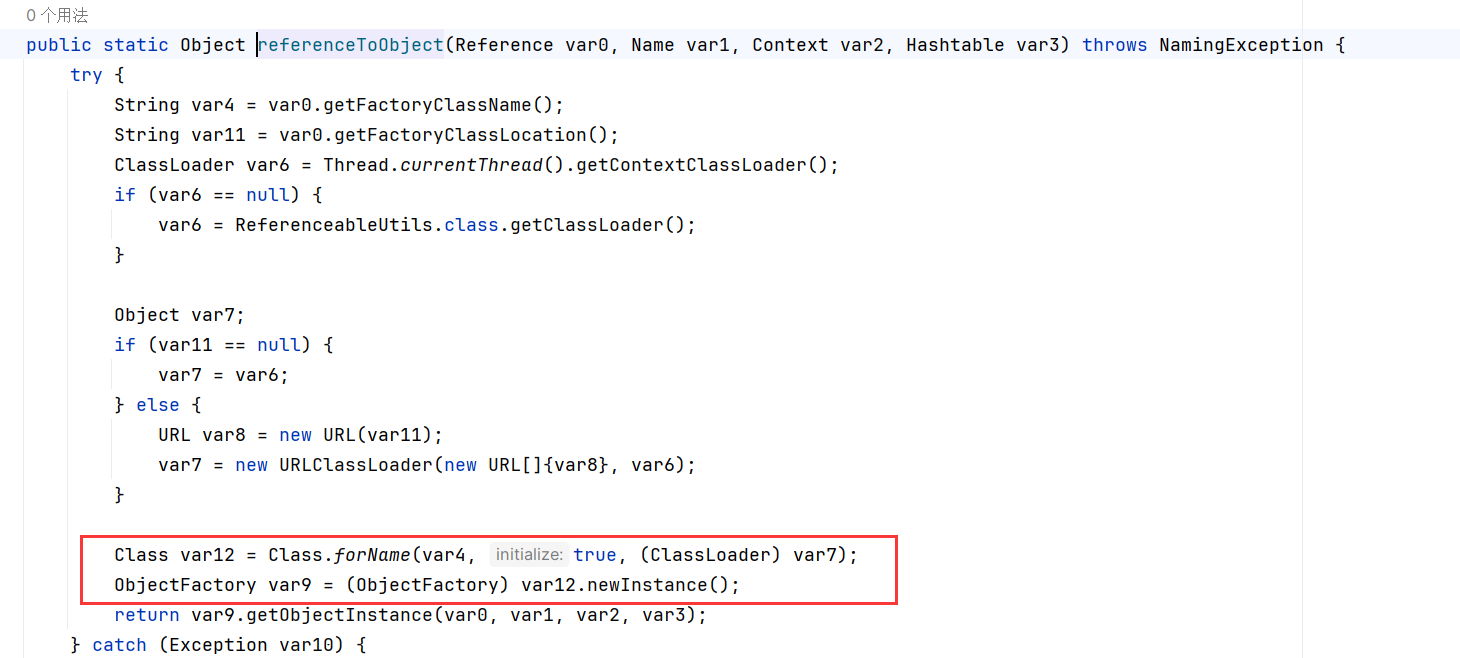 0 个用法
public static Object referenceToObject(Reference var0, Name var1, Context var2, Hashtable var3) throws NamingException {
    try {
        String var4 = var0.getFactoryClassName();
        String var11 = var0.getFactoryClassLocation();
        ClassLoader var6 = Thread.currentThread().getContextClassLoader();
        if (var6 == null) {
            var6 = ReferenceableUtils.class.getClassLoader();
        }

        Object var7;
        if (var11 == null) {
            var7 = var6;
        } else {
            URL var8 = new URL(var11);
            var7 = new URLClassLoader(new URL[]{var8}, var6);
        }

        Class var12 = Class.forName(var4, initialize: true, (ClassLoader) var7);
        ObjectFactory var9 = (ObjectFactory) var12.newInstance();
        return var9.getObjectInstance(var0, var1, var2, var3);
    } catch (Exception var10) {